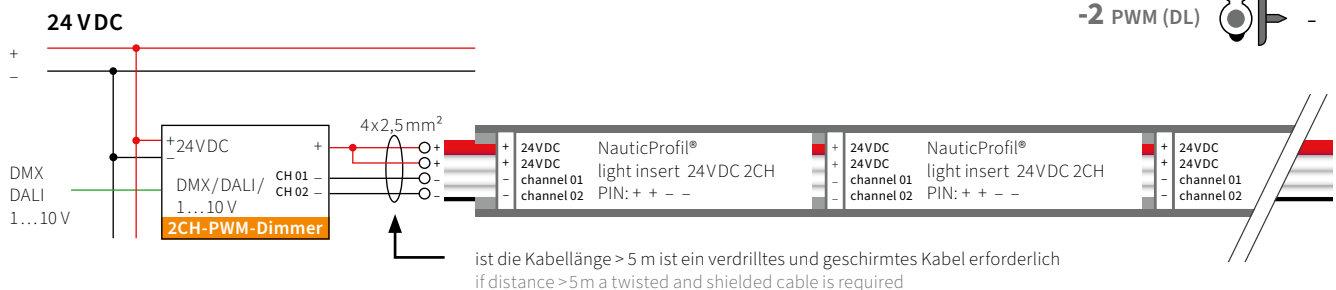 24 V DC
-2 PWM (DL)
–
+
–
4x2,5mm²
+
–
24VDC
+
DMX
DALI
1…10 V
DMX/DALI/
1…10 V
CH 01 –
CH 02 –
2CH-PWM-Dimmer
+
+
–
–
+ 24VDC
+ 24VDC
– channel 01
– channel 02
NauticProfil®
light insert 24VDC 2CH
PIN: + + – –
+ 24VDC
+ 24VDC
– channel 01
– channel 02
NauticProfil®
light insert 24VDC 2CH
PIN: + + – –
+ 24VDC
+ 24VDC
– channel 01
– channel 02
ist die Kabellänge > 5 m ist ein verdrilltes und geschirmtes Kabel erforderlich
if distance >5m a twisted and shielded cable is required